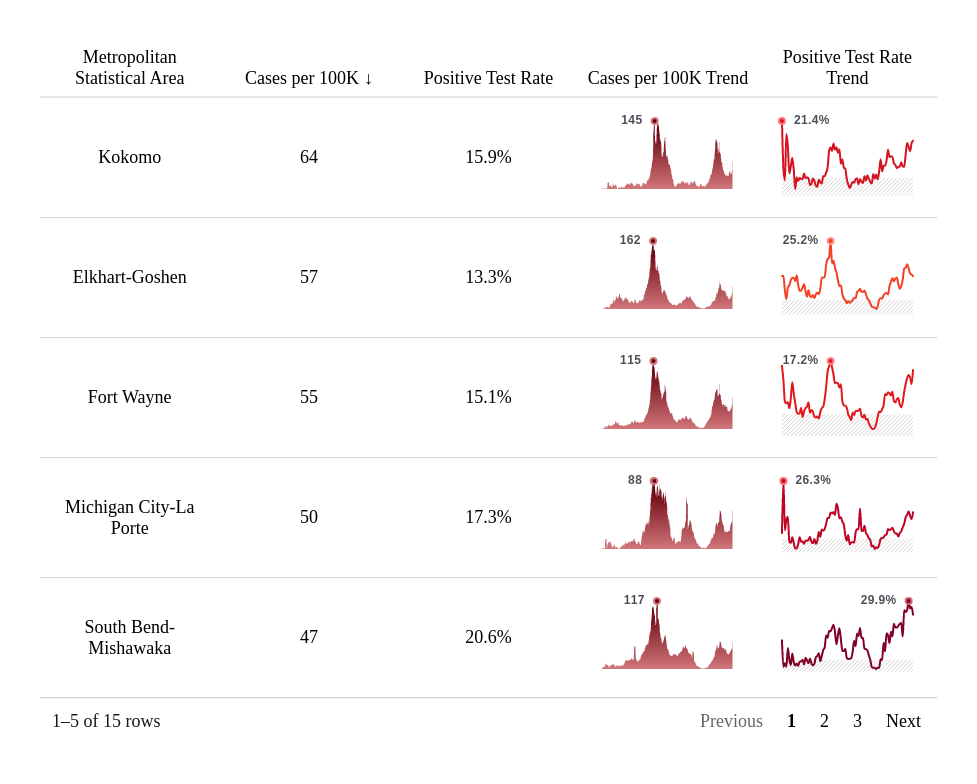 Metropolitan
Statistical Area
Cases per 100K ↓
Positive Test Rate
Cases per 100K Trend
Positive Test Rate
Trend
Kokomo
64
15.9%
145
21.4%
Elkhart-Goshen
57
13.3%
162
25.2%
Fort Wayne
55
15.1%
115
17.2%
Michigan City-La
Porte
50
17.3%
88
26.3%
South Bend-
Mishawaka
47
20.6%
117
29.9%
1–5 of 15 rows
Previous 1 2 3 Next